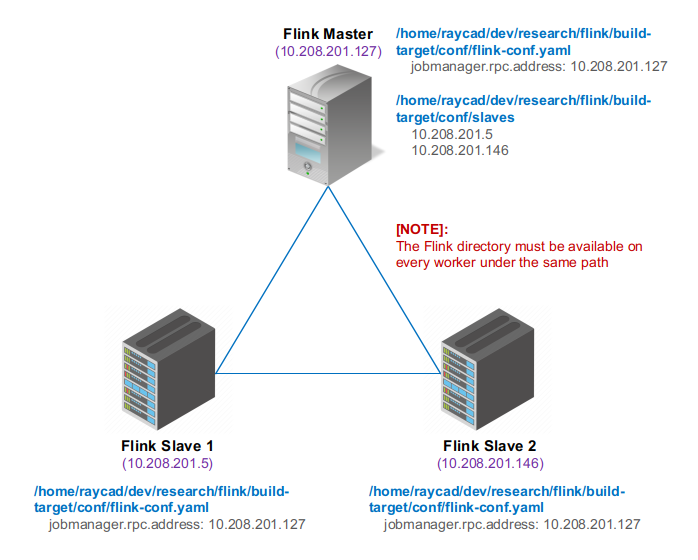 Flink Master
(10.208.201.127)
/home/raycad/dev/research/flink/build-
target/conf/flink-conf.yaml
jobmanager.rpc.address: 10.208.201.127
/home/raycad/dev/research/flink/build-
target/conf/slaves
10.208.201.5
10.208.201.146
[NOTE]:
The Flink directory must be available on
every worker under the same path
Flink Slave 1
(10.208.201.5)
/home/raycad/dev/research/flink/build-
target/conf/flink-conf.yaml
jobmanager.rpc.address: 10.208.201.127
Flink Slave 2
(10.208.201.146)
/home/raycad/dev/research/flink/build-
target/conf/flink-conf.yaml
jobmanager.rpc.address: 10.208.201.127